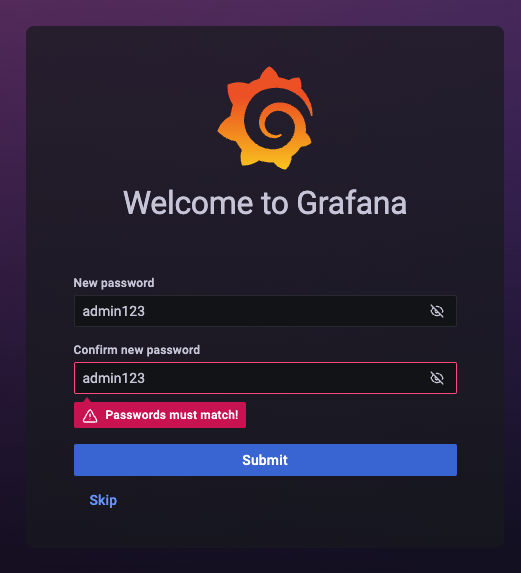 Welcome to Grafana
New password
admin123
Confirm new password
admin123
Passwords must match!
Submit
Skip